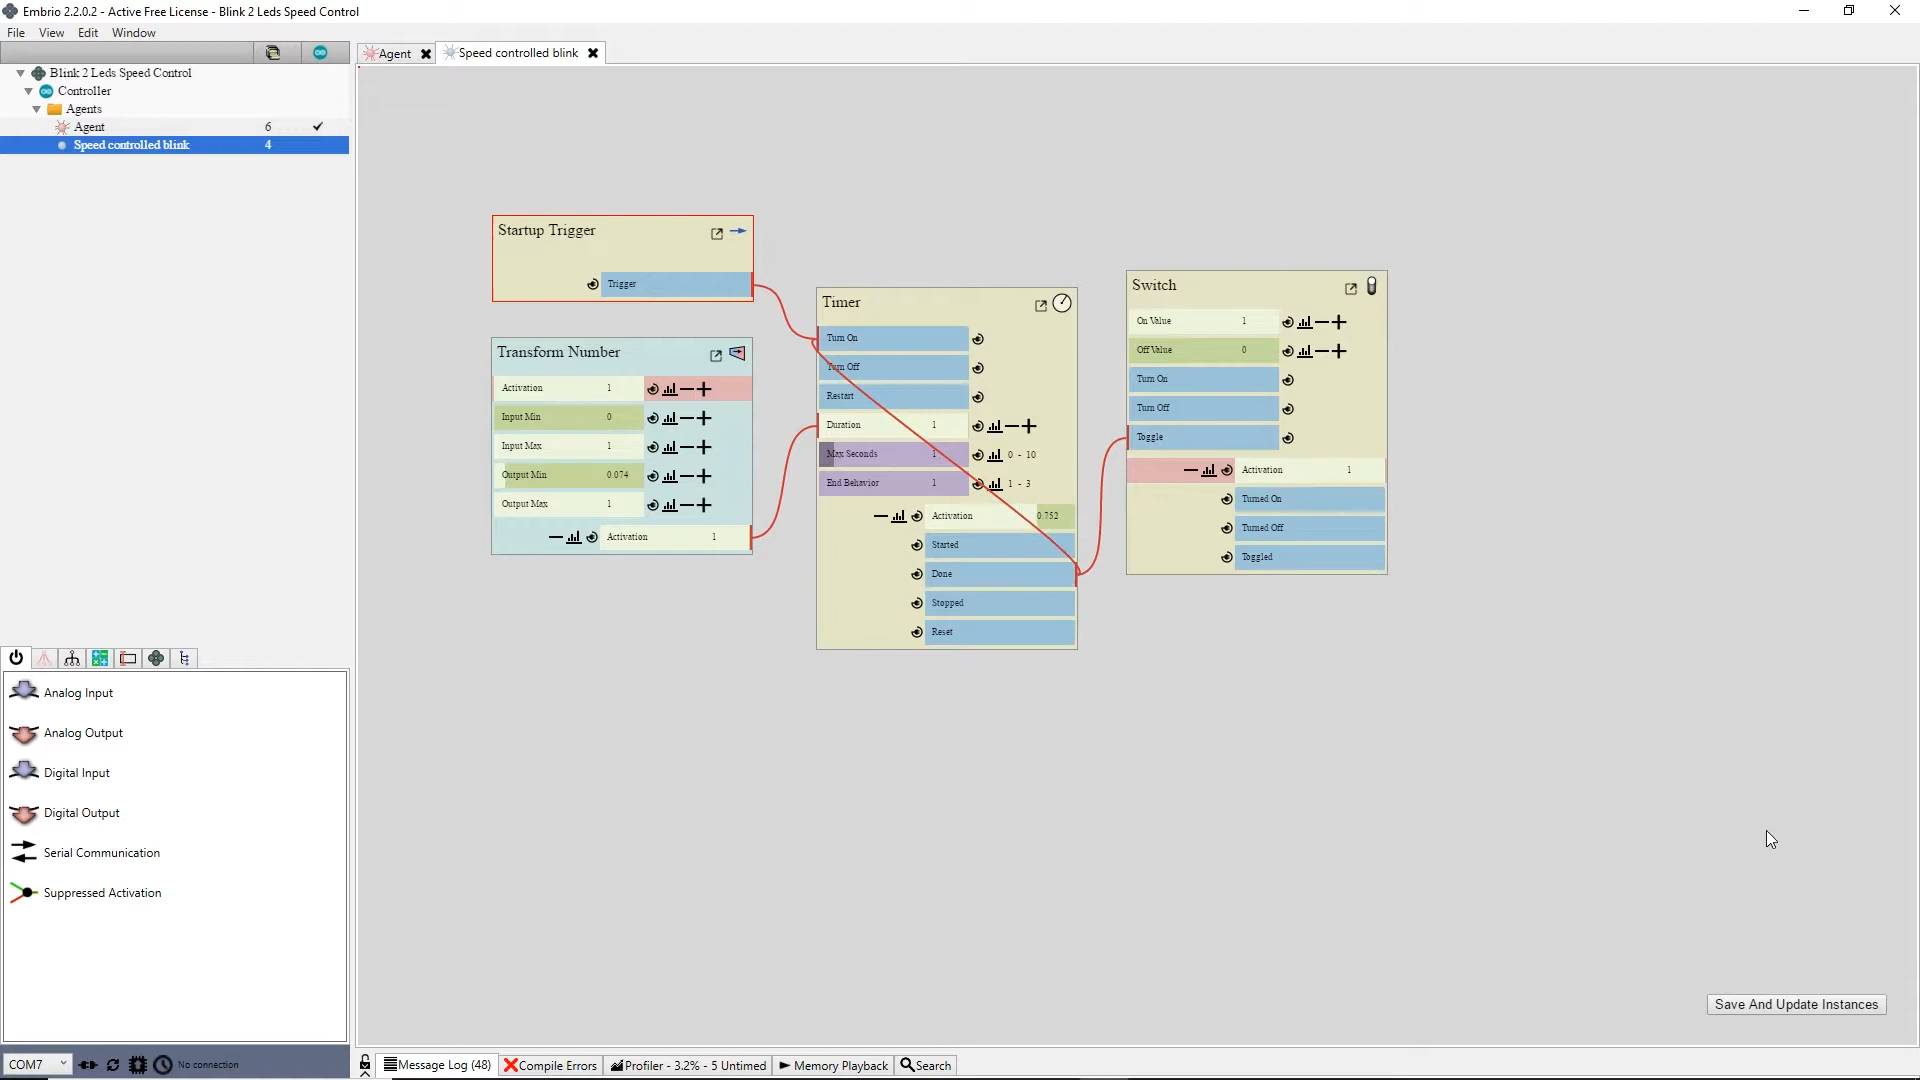 Embrio 2.2.0.2 - Active Free License - Blink 2 Leds Speed Control
File View Edit Window
Agent
Speed controlled blink
Blink 2 Leds Speed Control
Controller
Agents
Agent 6
Speed controlled blink 4
Startup Trigger
Trigger
Transform Number
Activation 1
Input Min 0
Input Max 1
Output Min 0.074
Output Max 1
Activation 1
Timer
Turn On
Turn Off
Restart
Duration 1
Max Seconds 1 0 - 10
End Behavior 1 1 - 3
Activation 0.752
Started
Done
Stopped
Reset
Switch
On Value 1
Off Value 0
Turn On
Turn Off
Toggle
Activation 1
Turned On
Turned Off
Toggled
Analog Input
Analog Output
Digital Input
Digital Output
Serial Communication
Suppressed Activation
Save And Update Instances
COM7 No connection
Message Log (48)
Compile Errors
Profiler - 3.2% - 5 Untimed
Memory Playback
Search